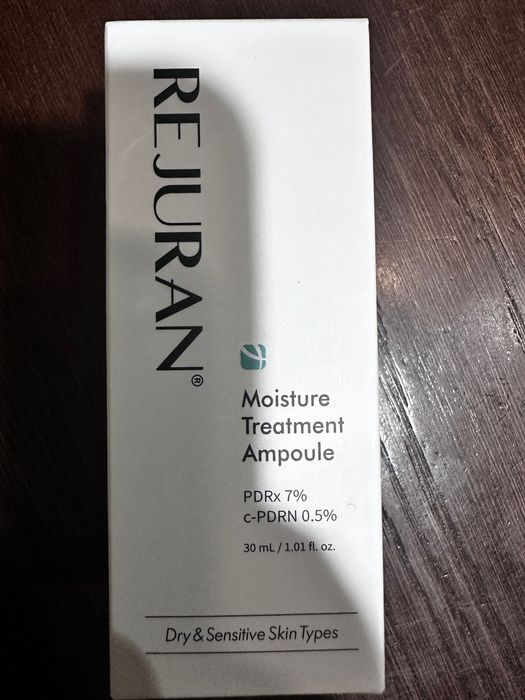 REJURAN®
Moisture
Treatment
Ampoule
PDRx 7%
c-PDRN 0.5%
30 mL / 1.01 fl. oz.
Dry & Sensitive Skin Types